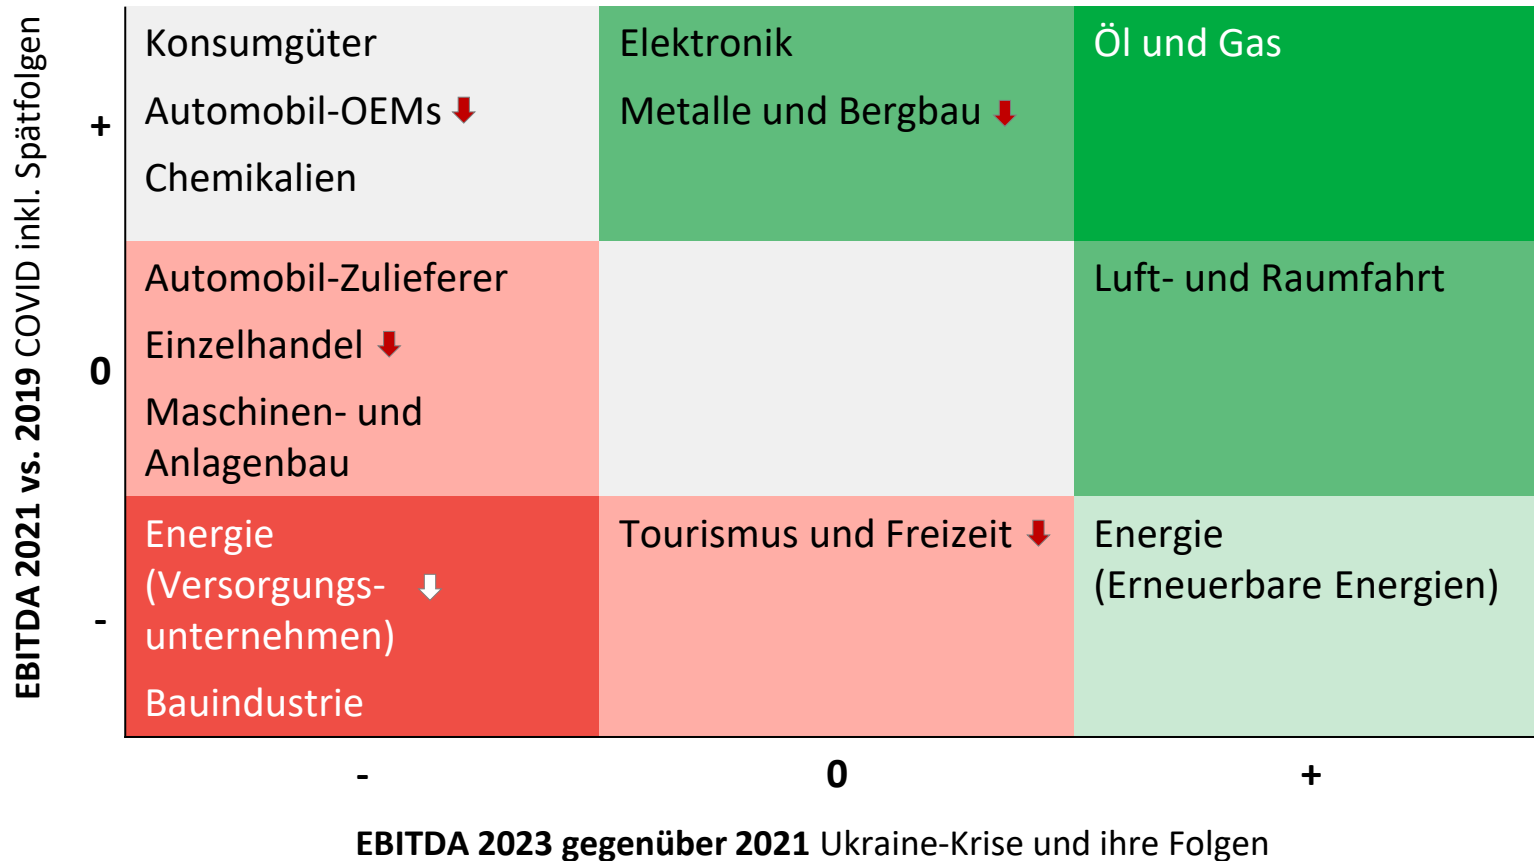 EBITDA 2021 vs. 2019 COVID inkl. Spätfolgen
+
Konsumgüter
Automobil-OEMs
Chemikalien
Elektronik
Metalle und Bergbau
Öl und Gas
0
Automobil-Zulieferer
Einzelhandel
Maschinen- und
Anlagenbau
Luft- und Raumfahrt
-
Energie
(Versorgungs-
unternehmen)
Bauindustrie
Tourismus und Freizeit
Energie
(Erneuerbare Energien)
-
0
+
EBITDA 2023 gegenüber 2021 Ukraine-Krise und ihre Folgen